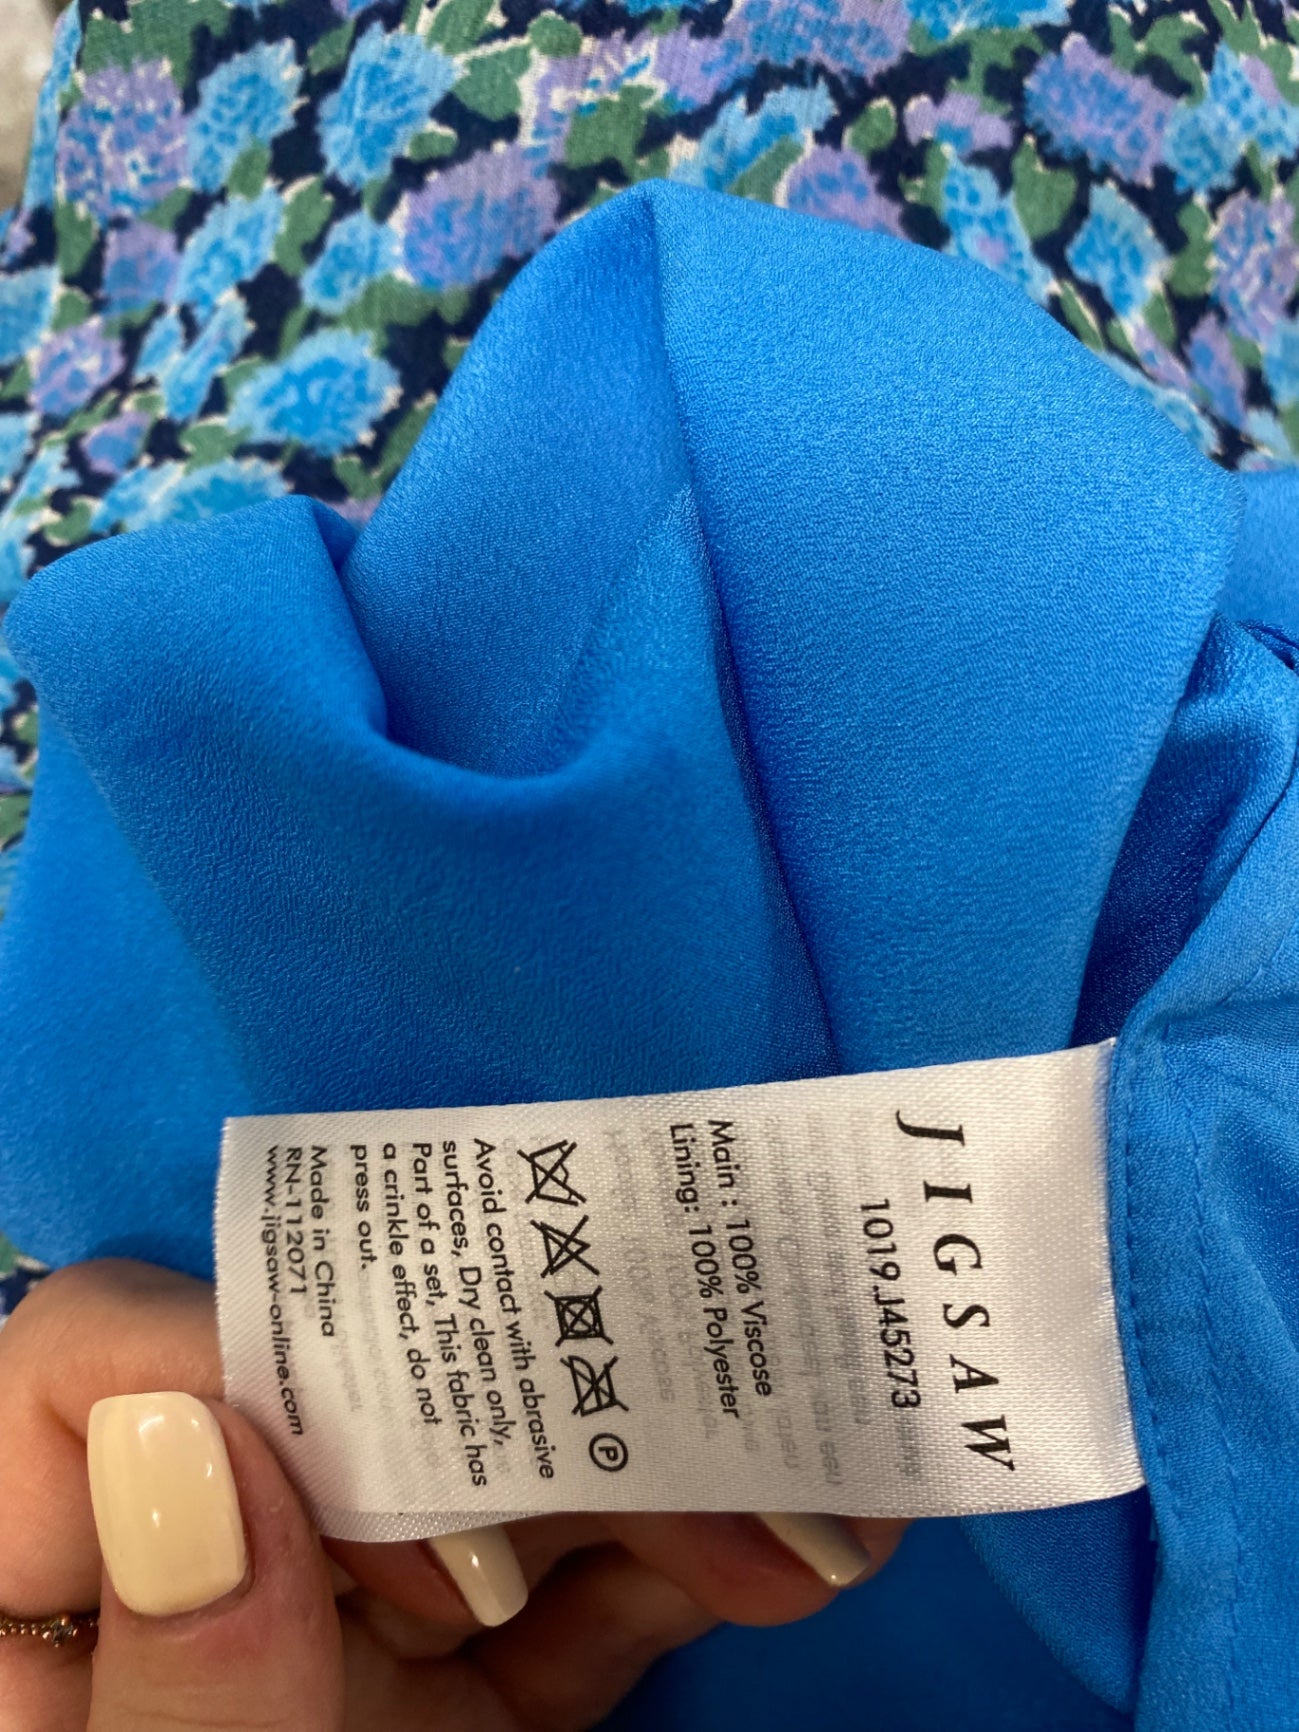 JIGSAW
1019.J45273
Main : 100% Viscose
Lining: 100% Polyester
P
Avoid contact with abrasive
surfaces, Dry clean only,
Part of a set, This fabric has
a crinkle effect, do not
press out.
Made in China
RN-112071
www.jigsaw-online.com